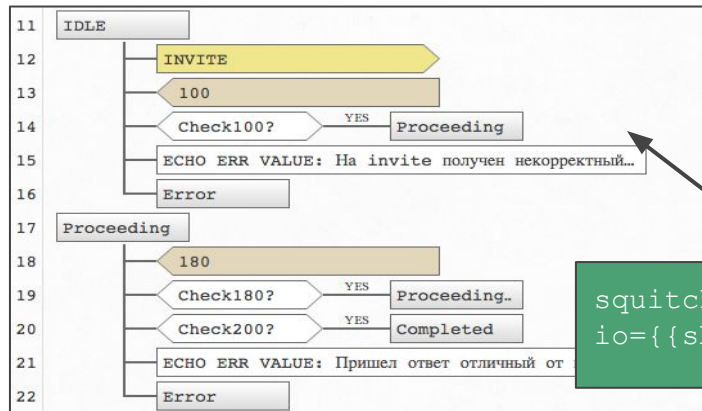 11 IDLE
12 INVITE
13 100
14 Check100? YES Proceeding
15 ECHO ERR VALUE: На invite получен некорректный…
16 Error
17 Proceeding
18 180
19 Check180? YES Proceeding…
20 Check200? YES Completed
21 ECHO ERR VALUE: Пришел ответ отличный от
22 Error
io={{